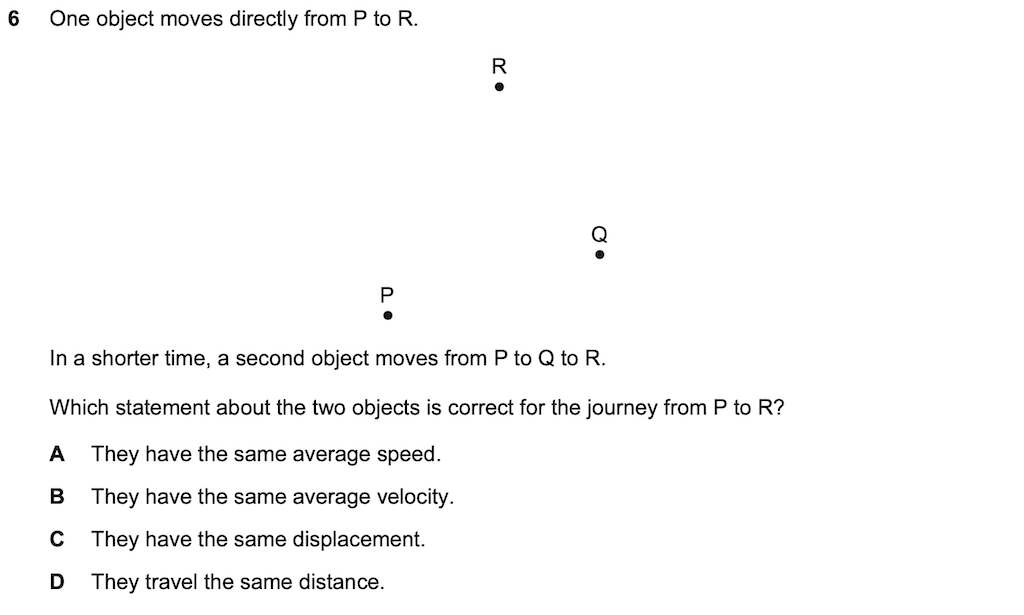 6 One object moves directly from P to R.
R
Q
P
In a shorter time, a second object moves from P to Q to R.
Which statement about the two objects is correct for the journey from P to R?
A They have the same average speed.
B They have the same average velocity.
C They have the same displacement.
D They travel the same distance.